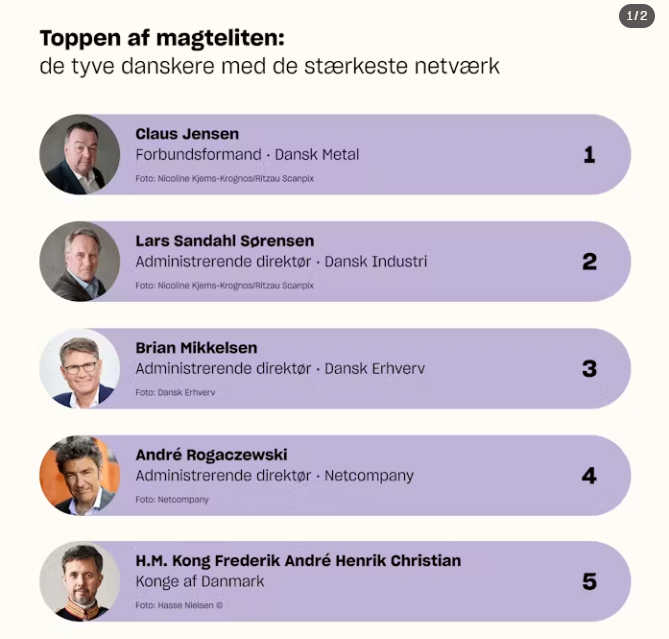 1/2
Toppen af magteliten:
de tyve danskere med de stærkeste netværk
Claus Jensen
Forbundsformand · Dansk Metal
Foto: Nicoline Kjems-Krognos/Ritzau Scanpix
1
Lars Sandahl Sørensen
Administrerende direktør · Dansk Industri
Foto: Nicoline Kjems-Krognos/Ritzau Scanpix
2
Brian Mikkelsen
Administrerende direktør · Dansk Erhverv
Foto: Dansk Erhverv
3
André Rogaczewski
Administrerende direktør · Netcompany
Foto: Netcompany
4
H.M. Kong Frederik André Henrik Christian
Konge af Danmark
Foto: Hasse Nielsen ©
5